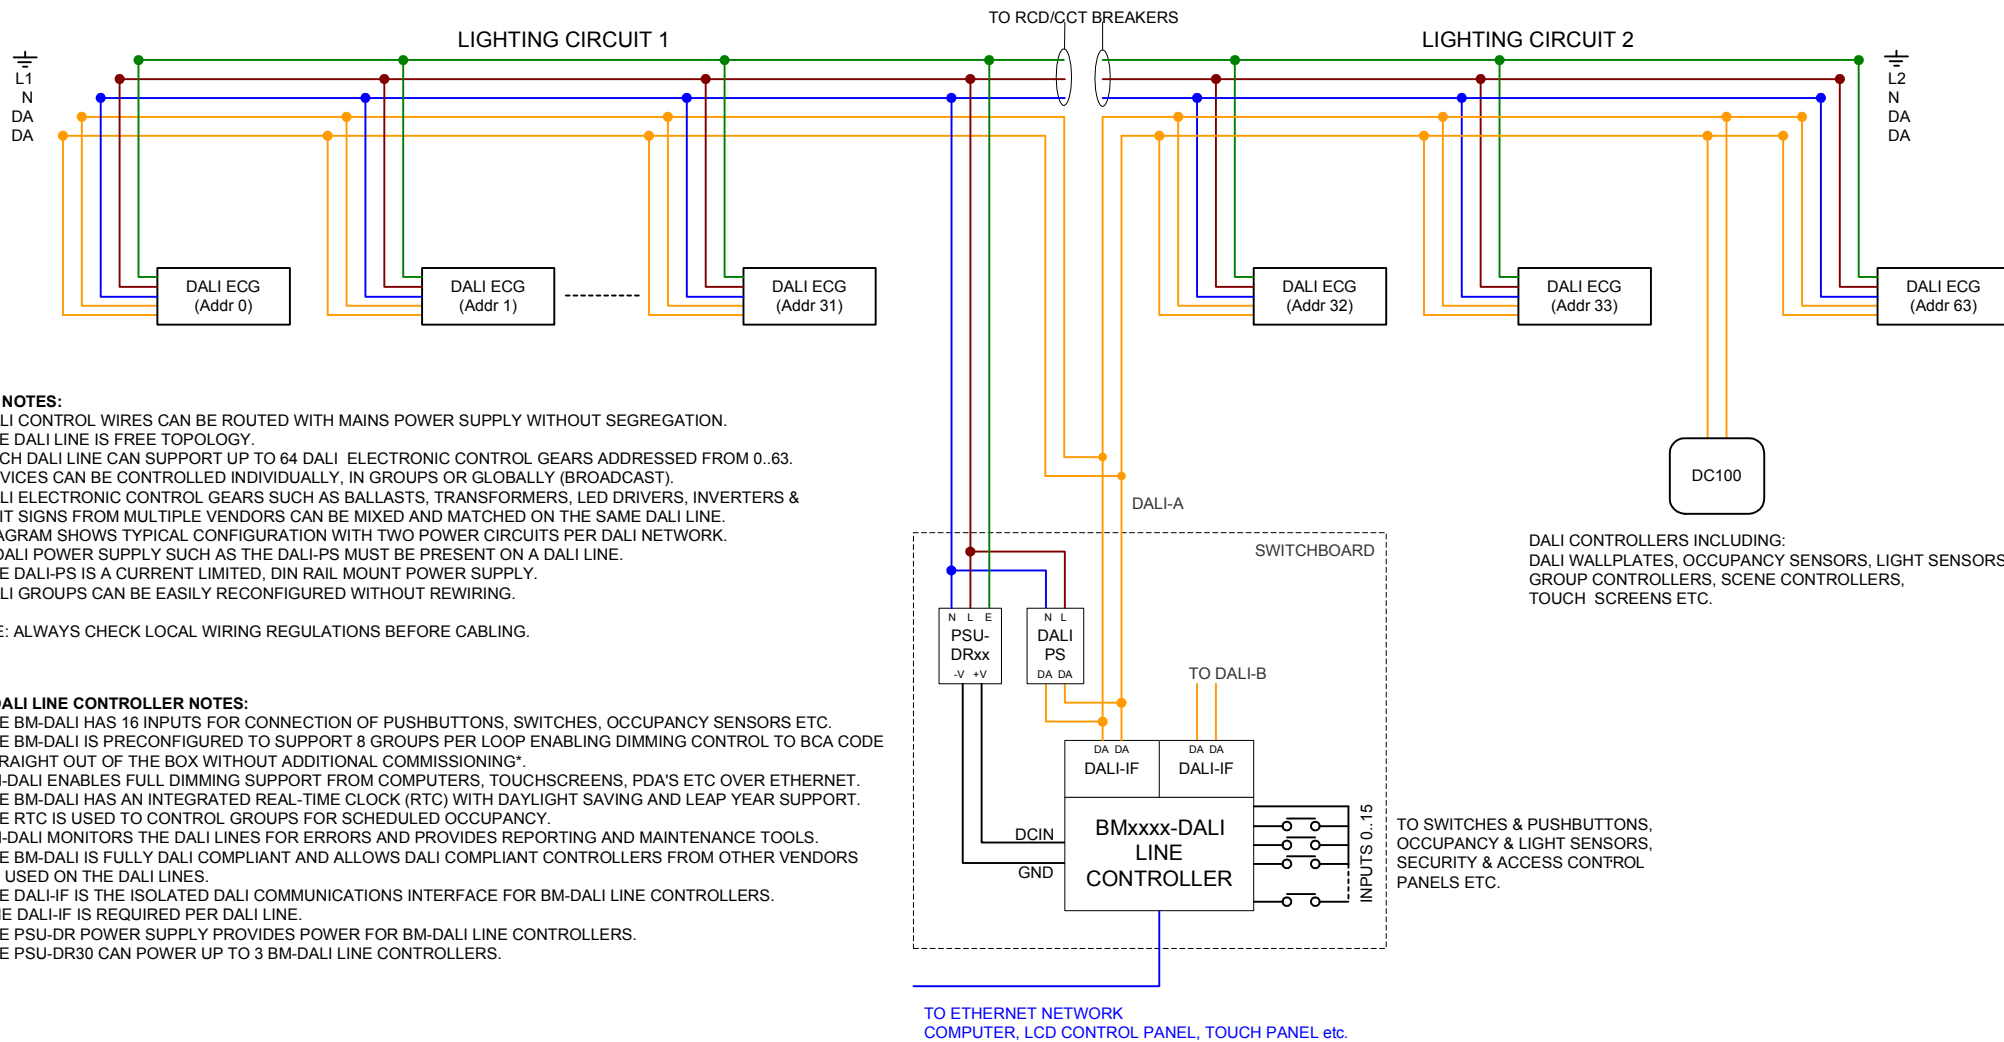 TO RCD/CCT BREAKERS
LIGHTING CIRCUIT 1
LIGHTING CIRCUIT 2
L1
N
DA
DA
L2
N
DA
DA
DALI ECG
(Addr 0)
DALI ECG
(Addr 1)
DALI ECG
(Addr 31)
DALI ECG
(Addr 32)
DALI ECG
(Addr 33)
DALI ECG
(Addr 63)
NOTES:
LI CONTROL WIRES CAN BE ROUTED WITH MAINS POWER SUPPLY WITHOUT SEGREGATION.
E DALI LINE IS FREE TOPOLOGY.
CH DALI LINE CAN SUPPORT UP TO 64 DALI ELECTRONIC CONTROL GEARS ADDRESSED FROM 0..63.
VICES CAN BE CONTROLLED INDIVIDUALLY, IN GROUPS OR GLOBALLY (BROADCAST).
LI ELECTRONIC CONTROL GEARS SUCH AS BALLASTS, TRANSFORMERS, LED DRIVERS, INVERTERS &
IT SIGNS FROM MULTIPLE VENDORS CAN BE MIXED AND MATCHED ON THE SAME DALI LINE.
AGRAM SHOWS TYPICAL CONFIGURATION WITH TWO POWER CIRCUITS PER DALI NETWORK.
DALI POWER SUPPLY SUCH AS THE DALI-PS MUST BE PRESENT ON A DALI LINE.
E DALI-PS IS A CURRENT LIMITED, DIN RAIL MOUNT POWER SUPPLY.
LI GROUPS CAN BE EASILY RECONFIGURED WITHOUT REWIRING.
E: ALWAYS CHECK LOCAL WIRING REGULATIONS BEFORE CABLING.
DALI LINE CONTROLLER NOTES:
E BM-DALI HAS 16 INPUTS FOR CONNECTION OF PUSHBUTTONS, SWITCHES, OCCUPANCY SENSORS ETC.
E BM-DALI IS PRECONFIGURED TO SUPPORT 8 GROUPS PER LOOP ENABLING DIMMING CONTROL TO BCA CODE
RAIGHT OUT OF THE BOX WITHOUT ADDITIONAL COMMISSIONING*.
-DALI ENABLES FULL DIMMING SUPPORT FROM COMPUTERS, TOUCHSCREENS, PDA'S ETC OVER ETHERNET.
E BM-DALI HAS AN INTEGRATED REAL-TIME CLOCK (RTC) WITH DAYLIGHT SAVING AND LEAP YEAR SUPPORT.
E RTC IS USED TO CONTROL GROUPS FOR SCHEDULED OCCUPANCY.
-DALI MONITORS THE DALI LINES FOR ERRORS AND PROVIDES REPORTING AND MAINTENANCE TOOLS.
E BM-DALI IS FULLY DALI COMPLIANT AND ALLOWS DALI COMPLIANT CONTROLLERS FROM OTHER VENDORS
USED ON THE DALI LINES.
E DALI-IF IS THE ISOLATED DALI COMMUNICATIONS INTERFACE FOR BM-DALI LINE CONTROLLERS.
NE DALI-IF IS REQUIRED PER DALI LINE.
E PSU-DR POWER SUPPLY PROVIDES POWER FOR BM-DALI LINE CONTROLLERS.
E PSU-DR30 CAN POWER UP TO 3 BM-DALI LINE CONTROLLERS.
DALI-A
SWITCHBOARD
N L E
PSU-
DRxx
-V +V
N L
DALI
PS
DA DA
TO DALI-B
DA DA
DALI-IF
DA DA
DALI-IF
DCIN
GND
BMxxxx-DALI
LINE
CONTROLLER
INPUTS 0..15
TO SWITCHES & PUSHBUTTONS,
OCCUPANCY & LIGHT SENSORS,
SECURITY & ACCESS CONTROL
PANELS ETC.
DC100
DALI CONTROLLERS INCLUDING:
DALI WALLPLATES, OCCUPANCY SENSORS, LIGHT SENSORS
GROUP CONTROLLERS, SCENE CONTROLLERS,
TOUCH SCREENS ETC.
TO ETHERNET NETWORK
COMPUTER, LCD CONTROL PANEL, TOUCH PANEL etc.